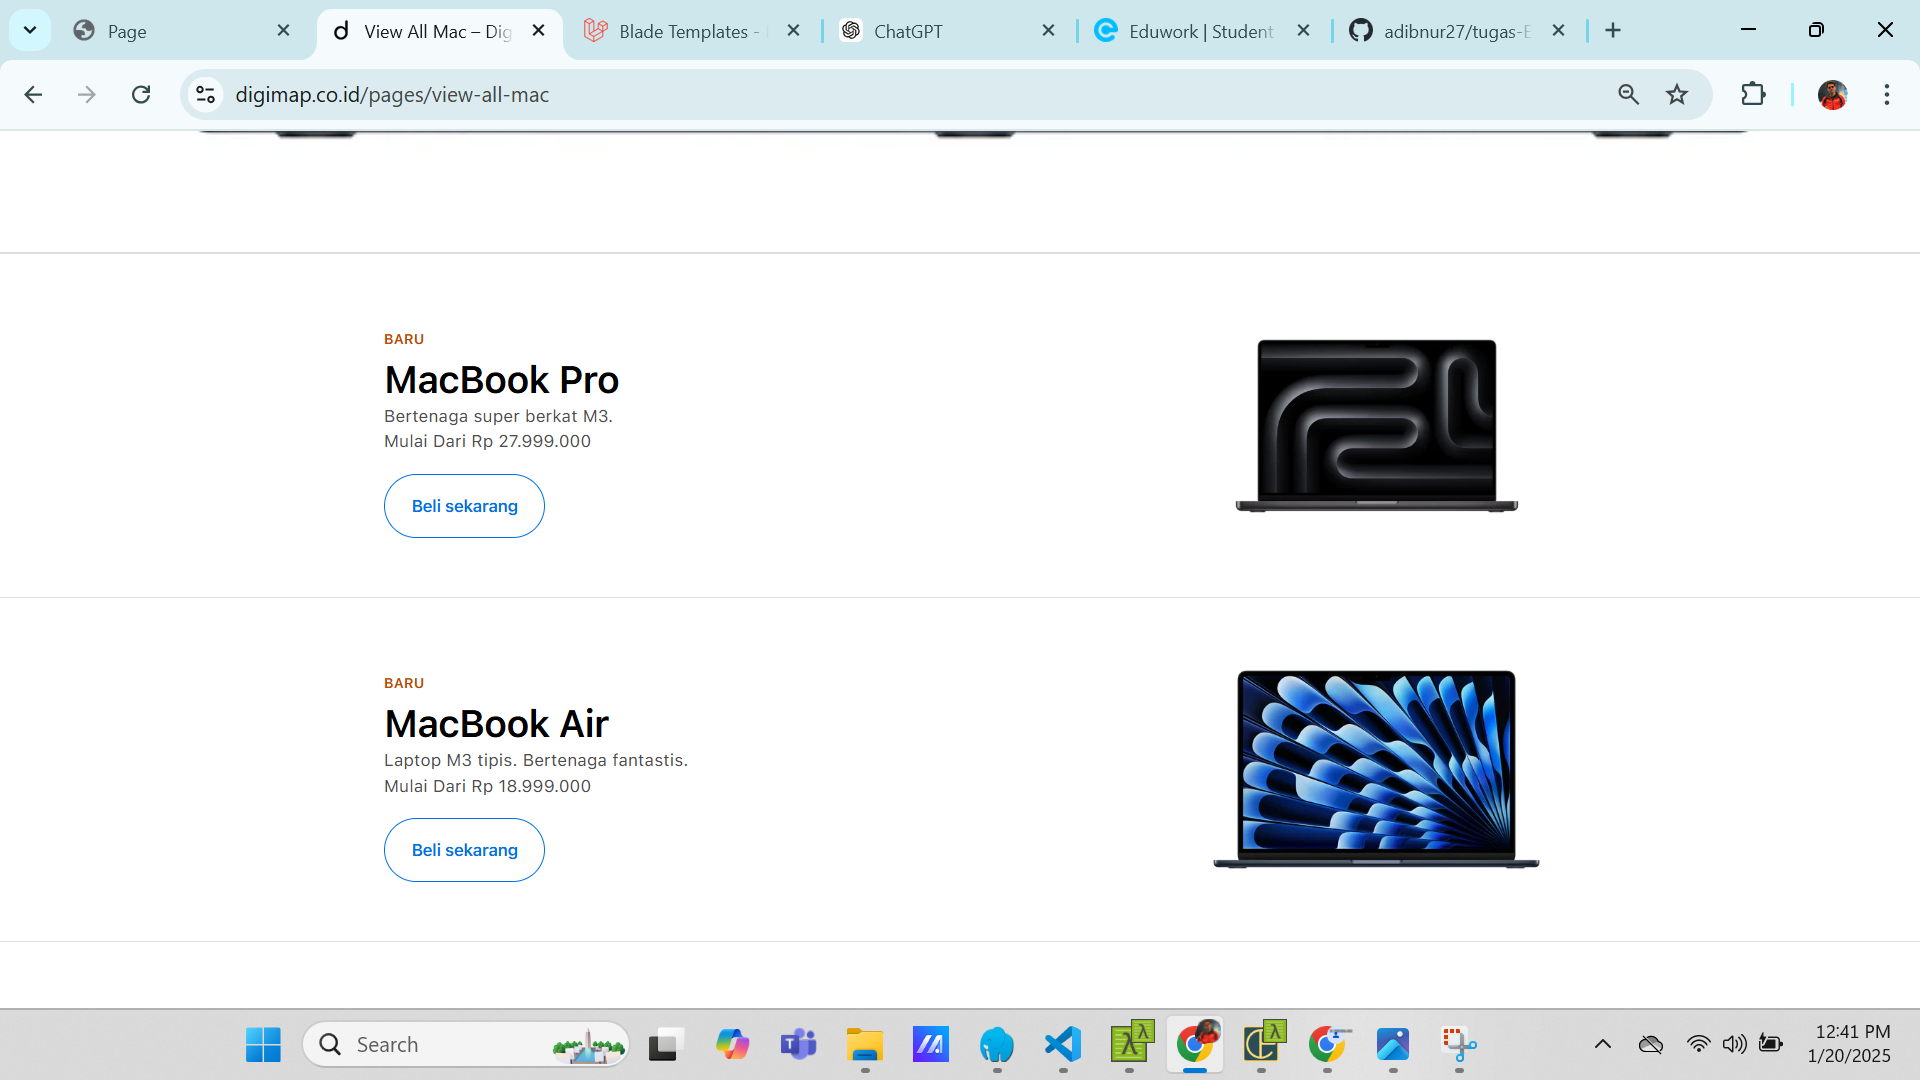 Page
View All Mac – Dig
Blade Templates -
ChatGPT
Eduwork | Student
adibnur27/tugas-E
digimap.co.id/pages/view-all-mac
BARU
MacBook Pro
Bertenaga super berkat M3.
Mulai Dari Rp 27.999.000
Beli sekarang
BARU
MacBook Air
Laptop M3 tipis. Bertenaga fantastis.
Mulai Dari Rp 18.999.000
Beli sekarang
Search
12:41 PM
1/20/2025